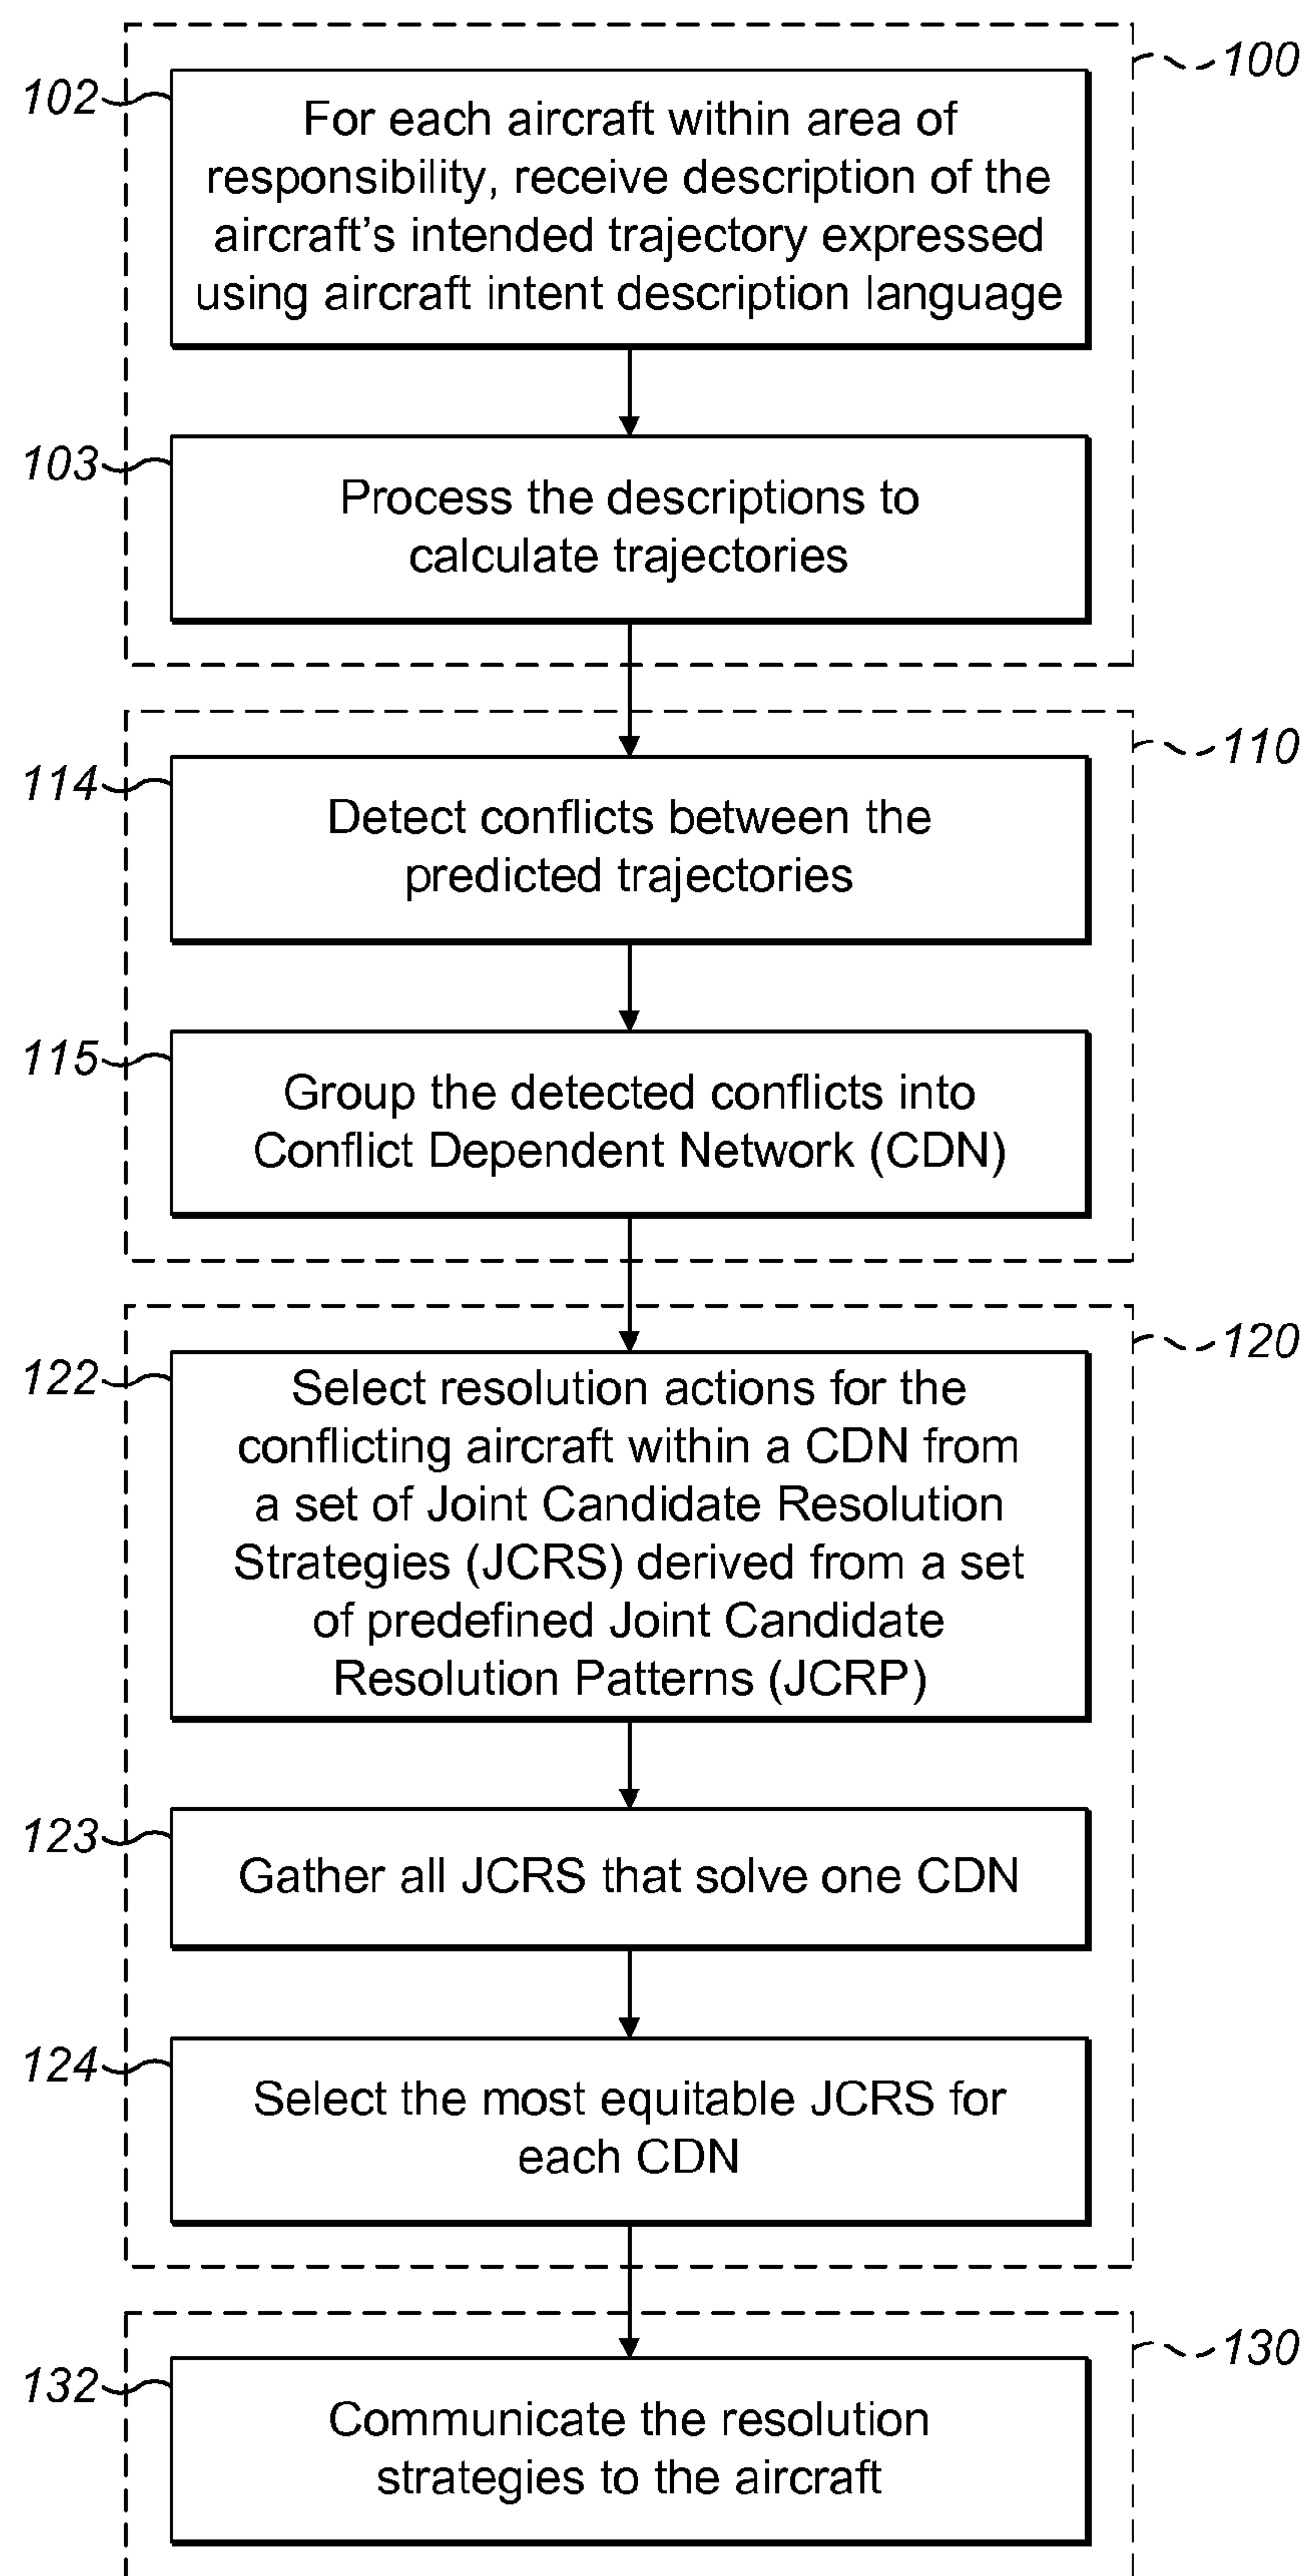 100
102
For each aircraft within area of
responsibility, receive description of the
aircraft's intended trajectory expressed
using aircraft intent description language
103
Process the descriptions to
calculate trajectories
110
114
Detect conflicts between the
predicted trajectories
115
Group the detected conflicts into
Conflict Dependent Network (CDN)
120
122
Select resolution actions for the
conflicting aircraft within a CDN from
a set of Joint Candidate Resolution
Strategies (JCRS) derived from a set
of predefined Joint Candidate
Resolution Patterns (JCRP)
123
Gather all JCRS that solve one CDN
124
Select the most equitable JCRS for
each CDN
130
132
Communicate the resolution
strategies to the aircraft